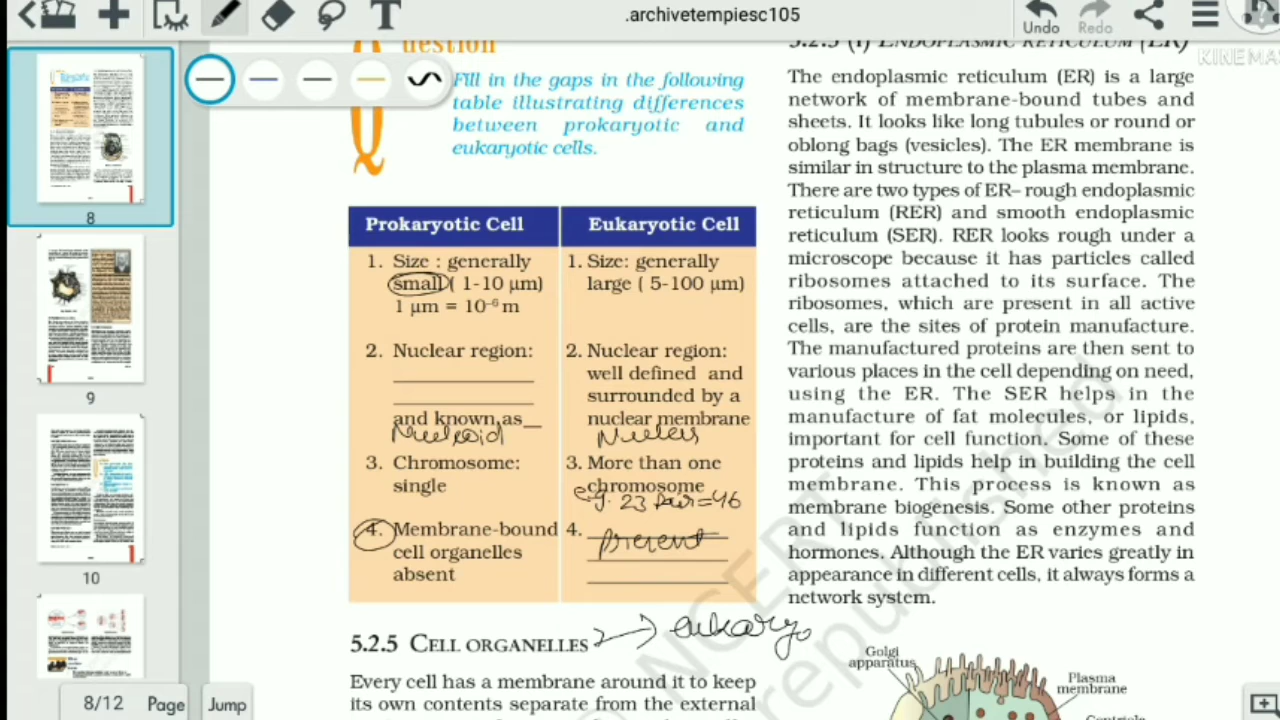 .archivetempiesc105
Undo
Redo
KINEMA
uestion
Q
Fill in the gaps in the following
table illustrating differences
between prokaryotic and
eukaryotic cells.
Prokaryotic Cell
Eukaryotic Cell
1. Size : generally
small ( 1-10 µm)
1 µm = 10⁻⁶ m
1. Size: generally
large ( 5-100 µm)
2. Nuclear region:
and known as
Nucleoid
2. Nuclear region:
well defined and
surrounded by a
nuclear membrane
Nucleus
3. Chromosome:
single
3. More than one
chromosome
e.g. 23 pair = 46
4. Membrane-bound
cell organelles
absent
4.
present
5.2.5 CELL ORGANELLES
eukaryo
Every cell has a membrane around it to keep
its own contents separate from the external
5.2.5 (i) ENDOPLASMIC RETICULUM (ER)
The endoplasmic reticulum (ER) is a large
network of membrane-bound tubes and
sheets. It looks like long tubules or round or
oblong bags (vesicles). The ER membrane is
similar in structure to the plasma membrane.
There are two types of ER– rough endoplasmic
reticulum (RER) and smooth endoplasmic
reticulum (SER). RER looks rough under a
microscope because it has particles called
ribosomes attached to its surface. The
ribosomes, which are present in all active
cells, are the sites of protein manufacture.
The manufactured proteins are then sent to
various places in the cell depending on need,
using the ER. The SER helps in the
manufacture of fat molecules, or lipids,
important for cell function. Some of these
proteins and lipids help in building the cell
membrane. This process is known as
membrane biogenesis. Some other proteins
and lipids function as enzymes and
hormones. Although the ER varies greatly in
appearance in different cells, it always forms a
network system.
Golgi
apparatus
Plasma
membrane
Centriole
8
9
10
8/12 Page
Jump